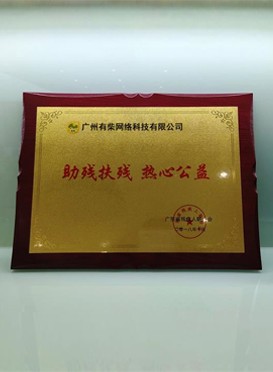 广州有柴网络科技有限公司
助残扶残 热心公益